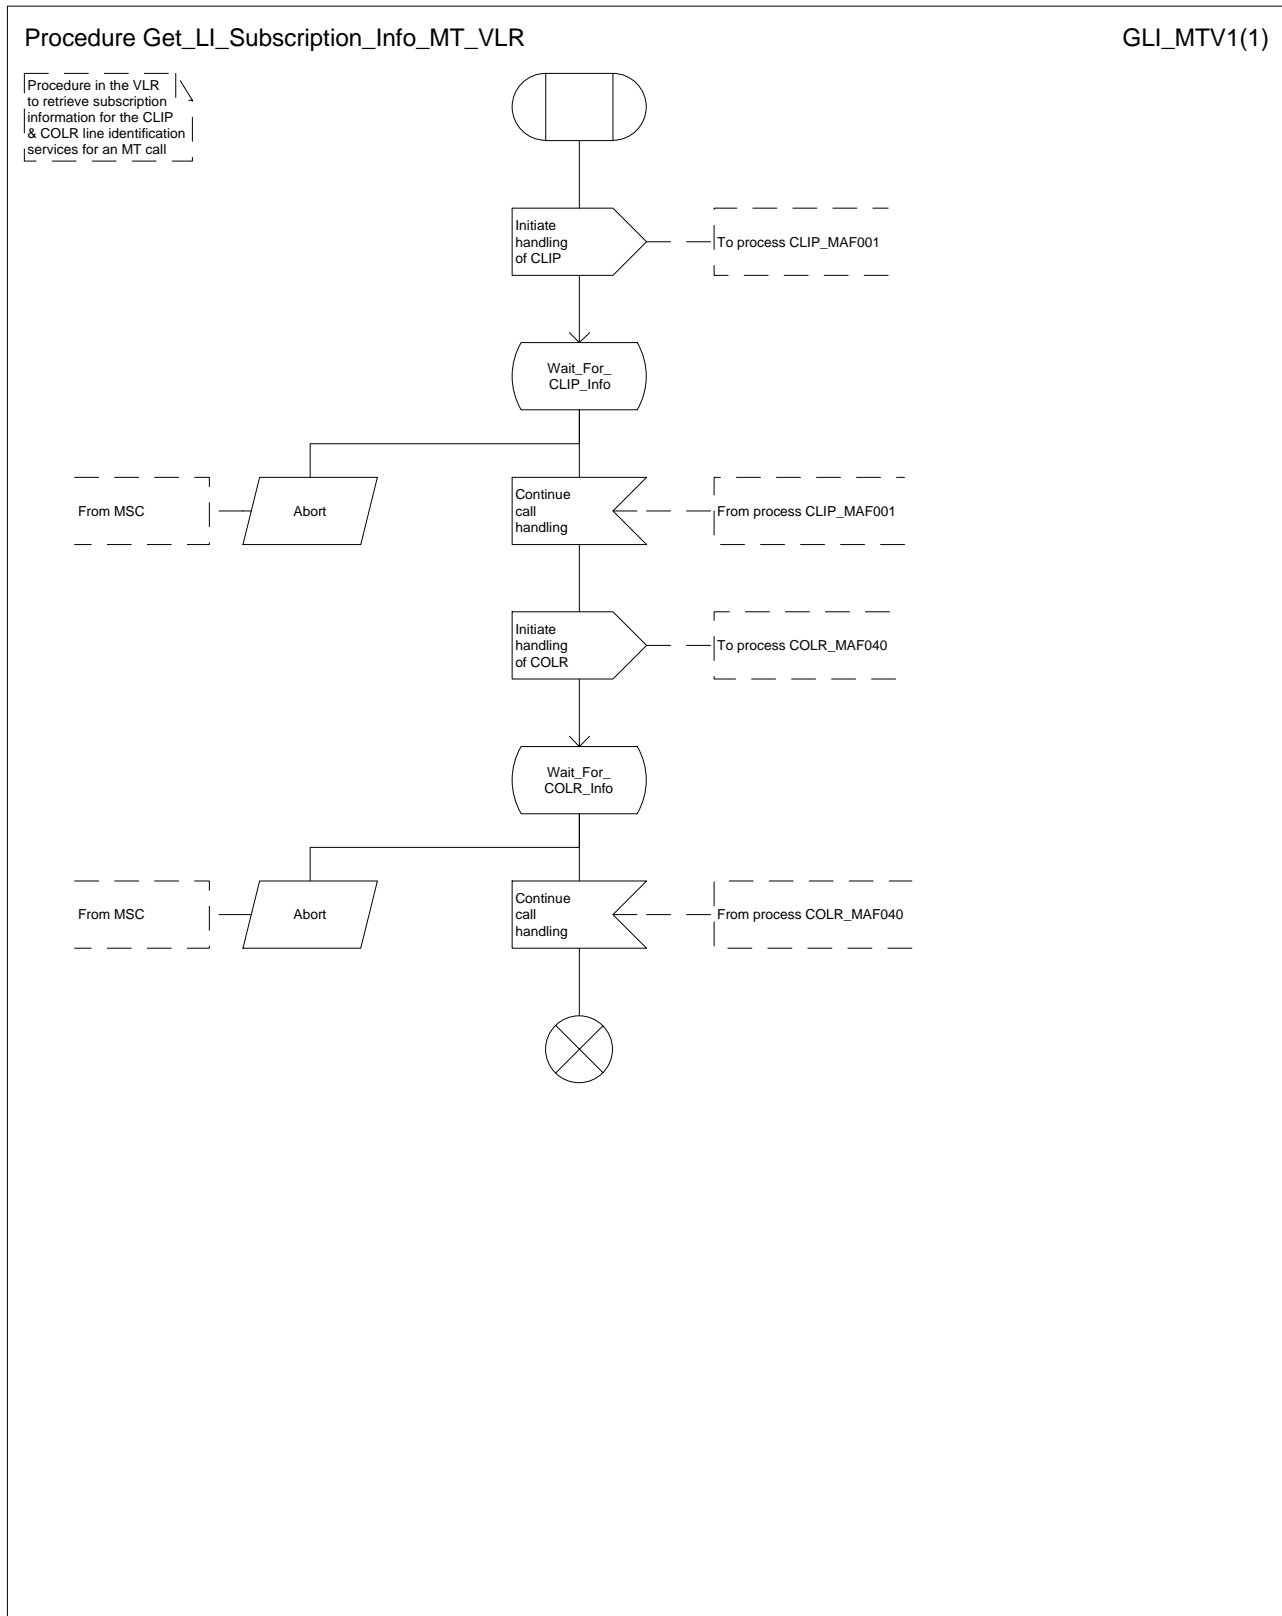 Procedure Get_LI_Subscription_Info_MT_VLR
GLI_MTV1(1)
Procedure in the VLR
to retrieve subscription
information for the CLIP
& COLR line identification
services for an MT call
Initiate
handling
of CLIP
To process CLIP_MAF001
Wait_For_
CLIP_Info
From MSC
Abort
Continue
call
handling
From process CLIP_MAF001
Initiate
handling
of COLR
To process COLR_MAF040
Wait_For_
COLR_Info
From MSC
Abort
Continue
call
handling
From process COLR_MAF040